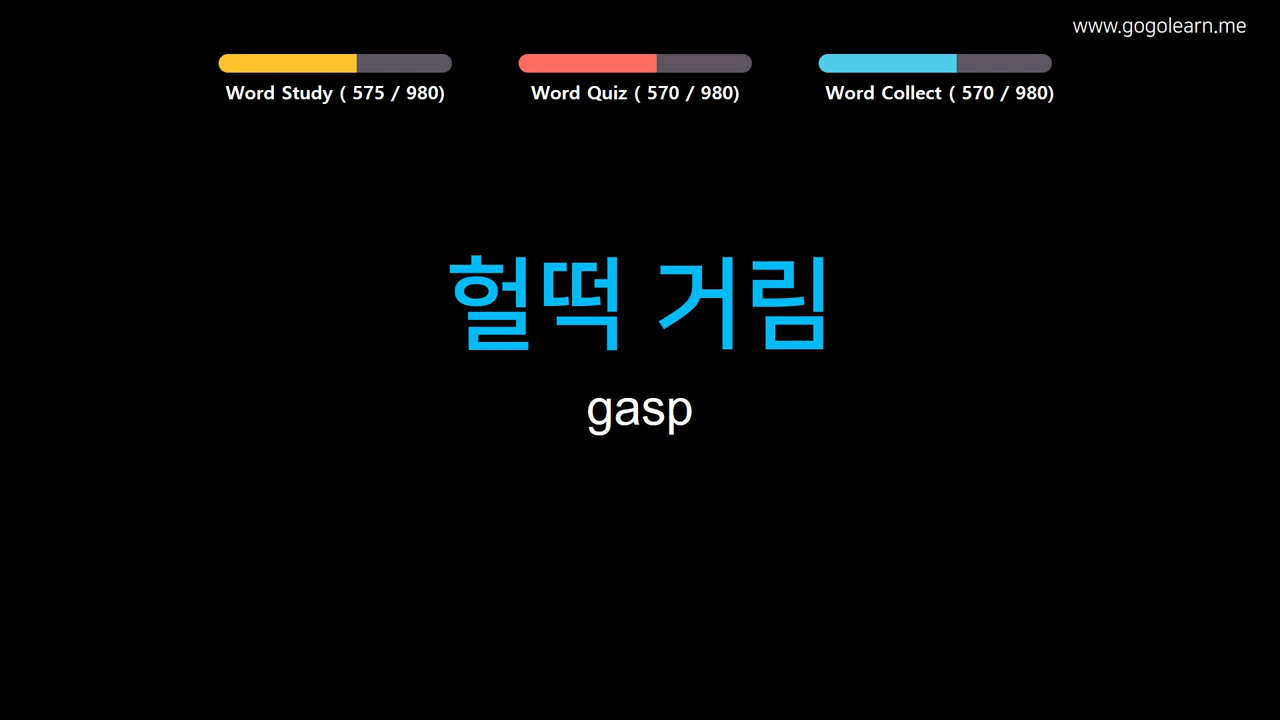 www.gogolearn.me
Word Study ( 575 / 980)
Word Quiz ( 570 / 980)
Word Collect ( 570 / 980)
헐떡 거림
gasp